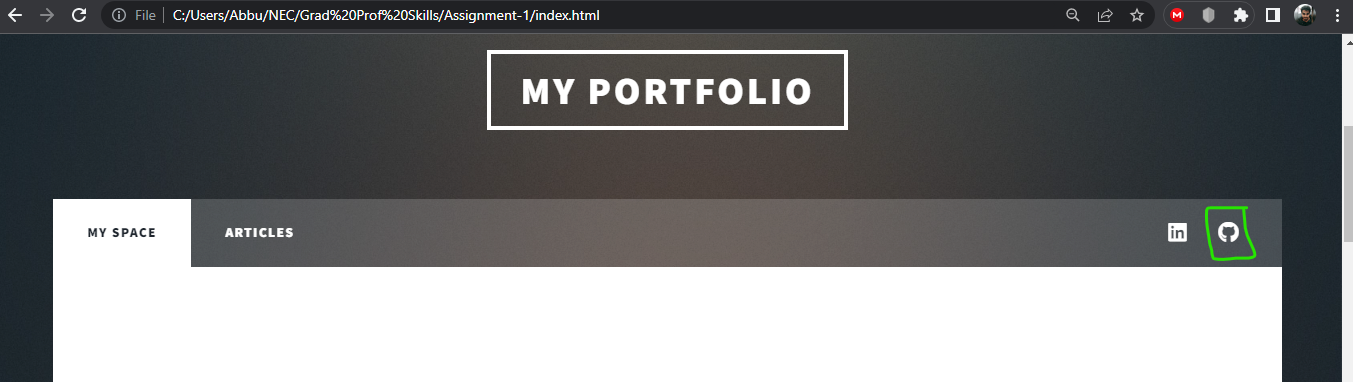 File C:/Users/Abbu/NEC/Grad%20Prof%20Skills/Assignment-1/index.html
MY PORTFOLIO
MY SPACE ARTICLES in